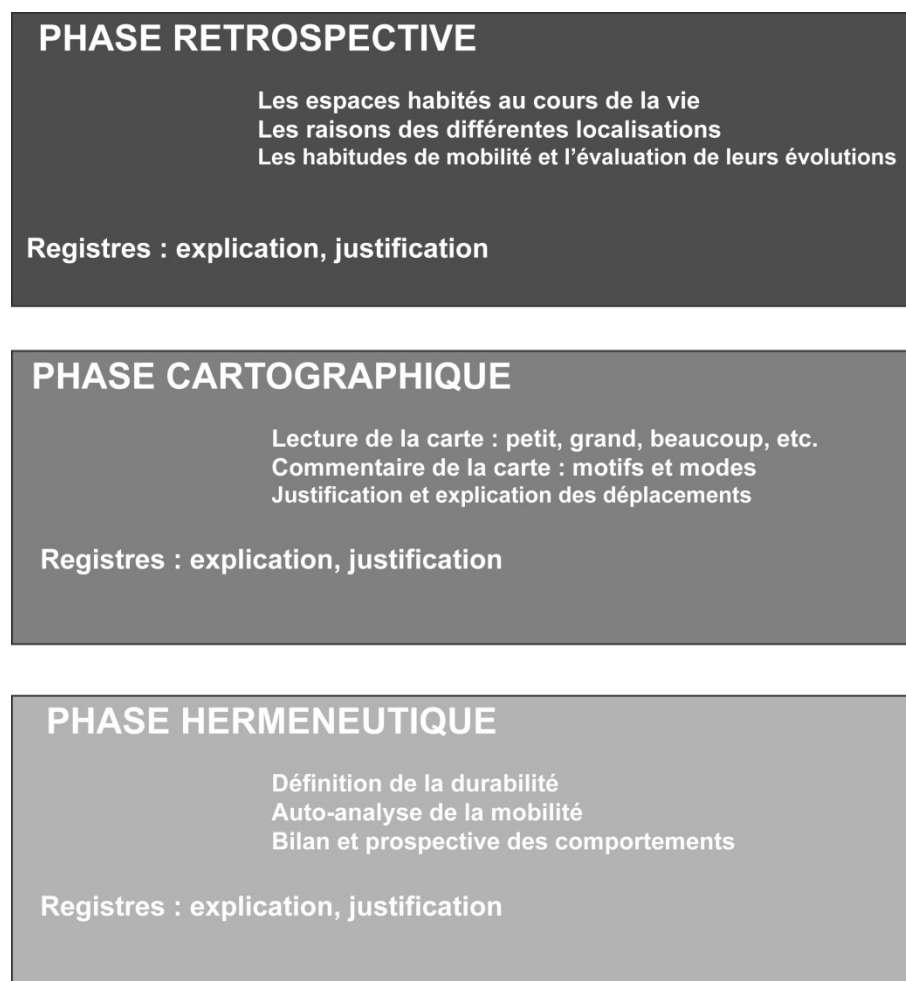 PHASE RETROSPECTIVE
Les espaces habités au cours de la vie
Les raisons des différentes localisations
Les habitudes de mobilité et l’évaluation de leurs évolutions
Registres : explication, justification
PHASE CARTOGRAPHIQUE
Lecture de la carte : petit, grand, beaucoup, etc.
Commentaire de la carte : motifs et modes
Justification et explication des déplacements
Registres : explication, justification
PHASE HERMENEUTIQUE
Définition de la durabilité
Auto-analyse de la mobilité
Bilan et prospective des comportements
Registres : explication, justification